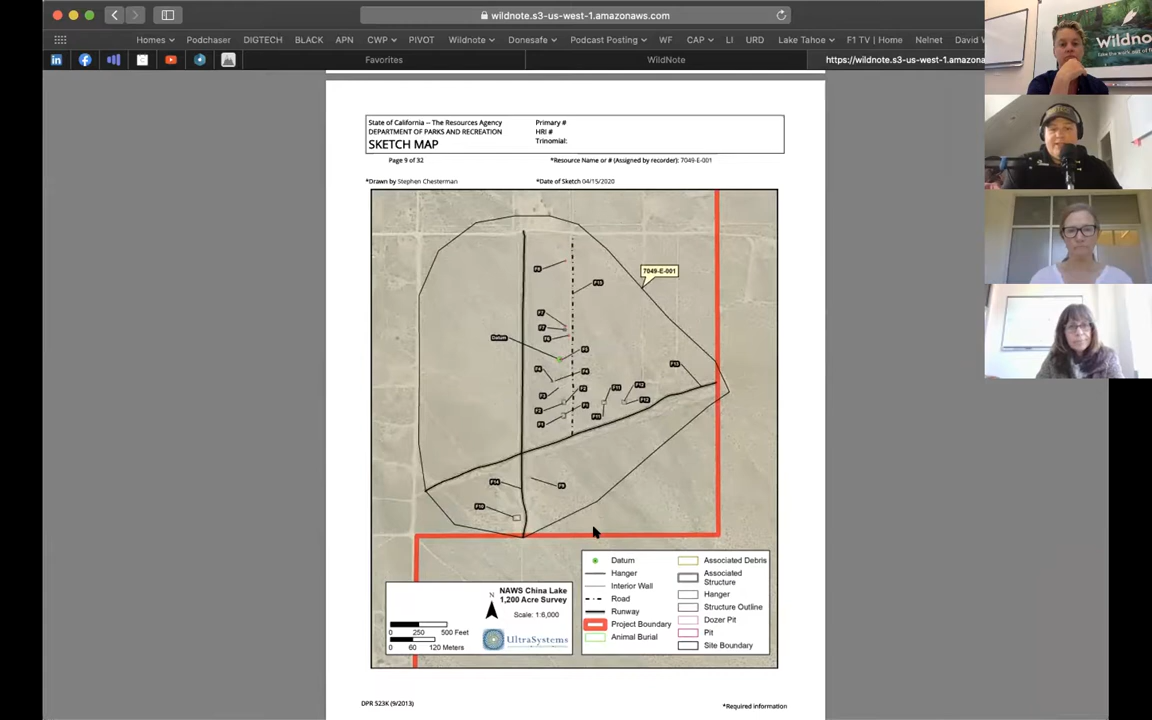 wildnote.s3-us-west-1.amazonaws.com
Homes Podchaser DIGTECH BLACK APN CWP PIVOT Wildnote Donesafe Podcast Posting WF CAP LI URD Lake Tahoe F1 TV | Home Nelnet David W
Favorites WildNote https://wildnote.s3-us-west-1.amazona
Wildno
State of California -- The Resources Agency
DEPARTMENT OF PARKS AND RECREATION
SKETCH MAP
Primary #
HRI #
Trinomial:
Page 9 of 32 *Resource Name or # (Assigned by recorder): 7049-E-001
*Drawn by Stephen Chesterman *Date of Sketch 04/15/2020
7049-E-001
Datum
NAWS China Lake
1,200 Acre Survey
N
Scale: 1:6,000
0 250 500 Feet
0 60 120 Meters
UltraSystems
Datum
Hanger
Interior Wall
Road
Runway
Project Boundary
Animal Burial
Associated Debris
Associated
Structure
Hanger
Structure Outline
Dozer Pit
Pit
Site Boundary
DPR 523K (9/2013) *Required information